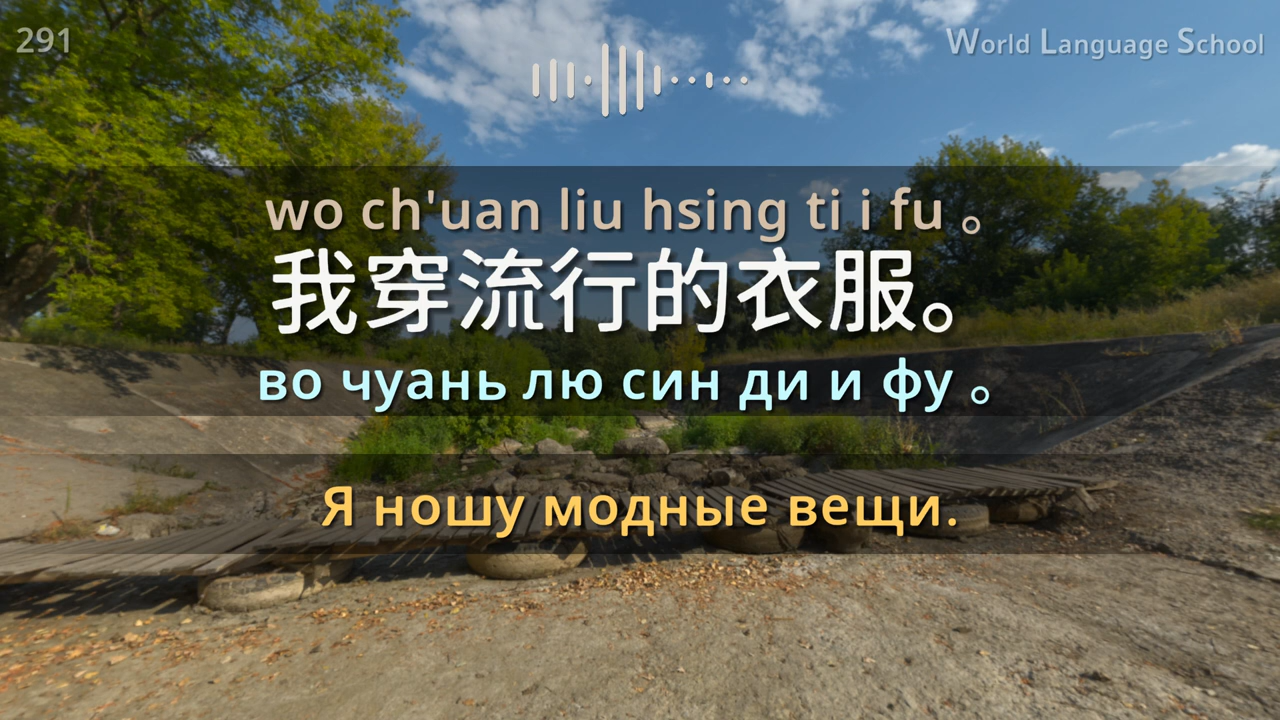 291
World Language School
wo ch'uan liu hsing ti i fu 。
我穿流行的衣服。
во чуань лю син ди и фу 。
Я ношу модные вещи.